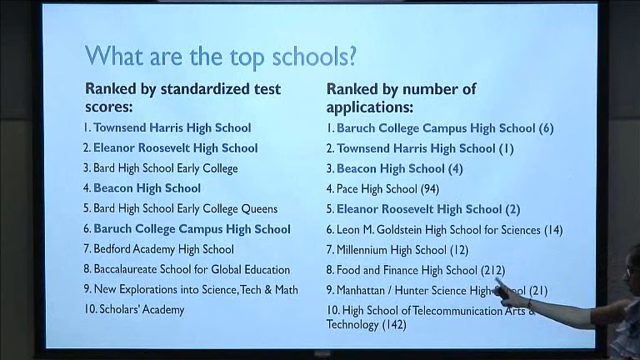 What are the top schools?
Ranked by standardized test
scores:
1. Townsend Harris High School
2. Eleanor Roosevelt High School
3. Bard High School Early College
4. Beacon High School
5. Bard High School Early College Queens
6. Baruch College Campus High School
7. Bedford Academy High School
8. Baccalaureate School for Global Education
9. New Explorations into Science, Tech & Math
10. Scholars' Academy
Ranked by number of
applications:
1. Baruch College Campus High School (6)
2. Townsend Harris High School (1)
3. Beacon High School (4)
4. Pace High School (94)
5. Eleanor Roosevelt High School (2)
6. Leon M. Goldstein High School for Sciences (14)
7. Millennium High School (12)
8. Food and Finance High School (212)
9. Manhattan / Hunter Science High School (21)
10. High School of Telecommunication Arts &
Technology (142)